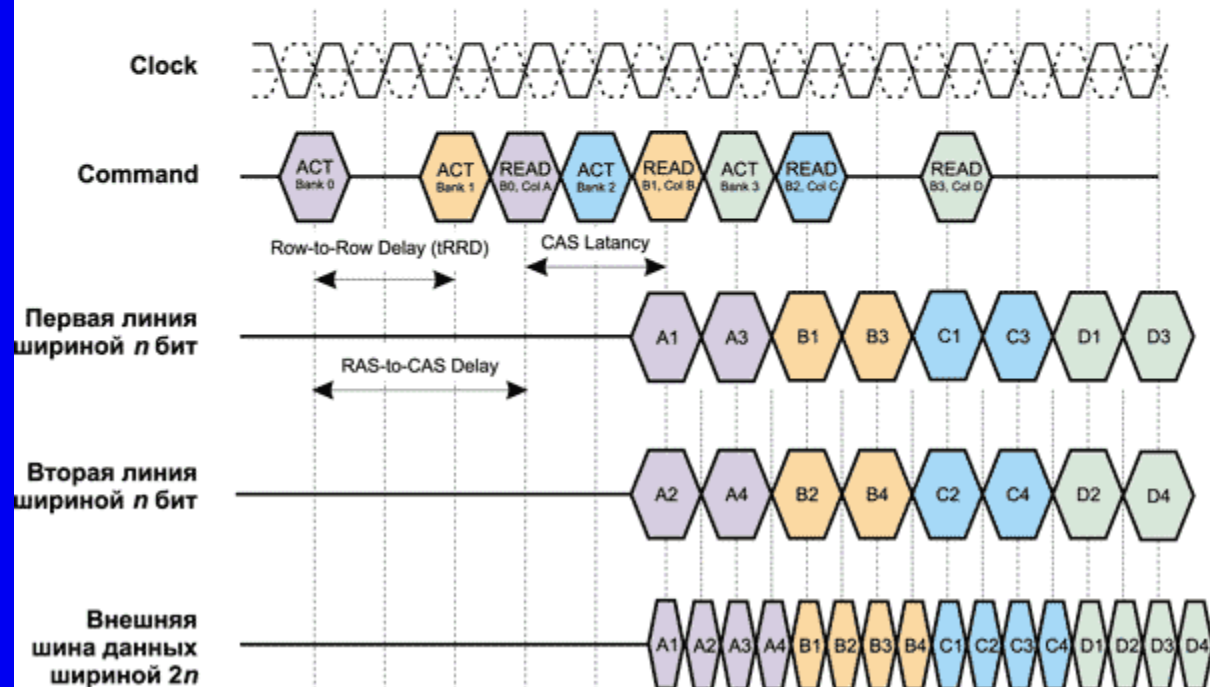 Clock
Command
ACT
Bank 0
ACT
Bank 1
READ
B0, Col A
ACT
Bank 2
READ
B1, Col B
ACT
Bank 3
READ
B2, Col C
READ
B3, Col D
Row-to-Row Delay (tRRD)
CAS Latancy
Первая линия
шириной n бит
A1 A3 B1 B3 C1 C3 D1 D3
RAS-to-CAS Delay
Вторая линия
шириной n бит
A2 A4 B2 B4 C2 C4 D2 D4
Внешняя
шина данных
шириной 2n
A1 A2 A3 A4 B1 B2 B3 B4 C1 C2 C3 C4 D1 D2 D3 D4